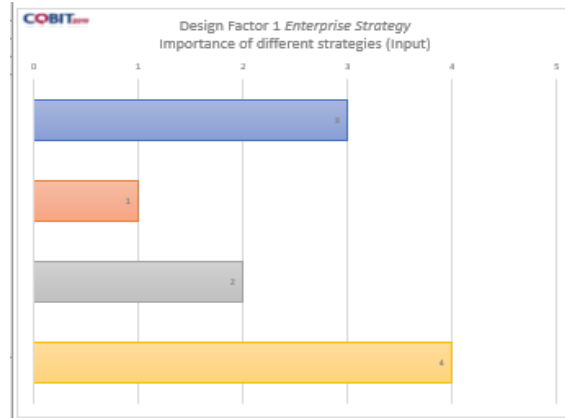 COBIT 2019
Design Factor 1 Enterprise Strategy
Importance of different strategies (Input)
0 1 2 3 4 5
3
1
2
4